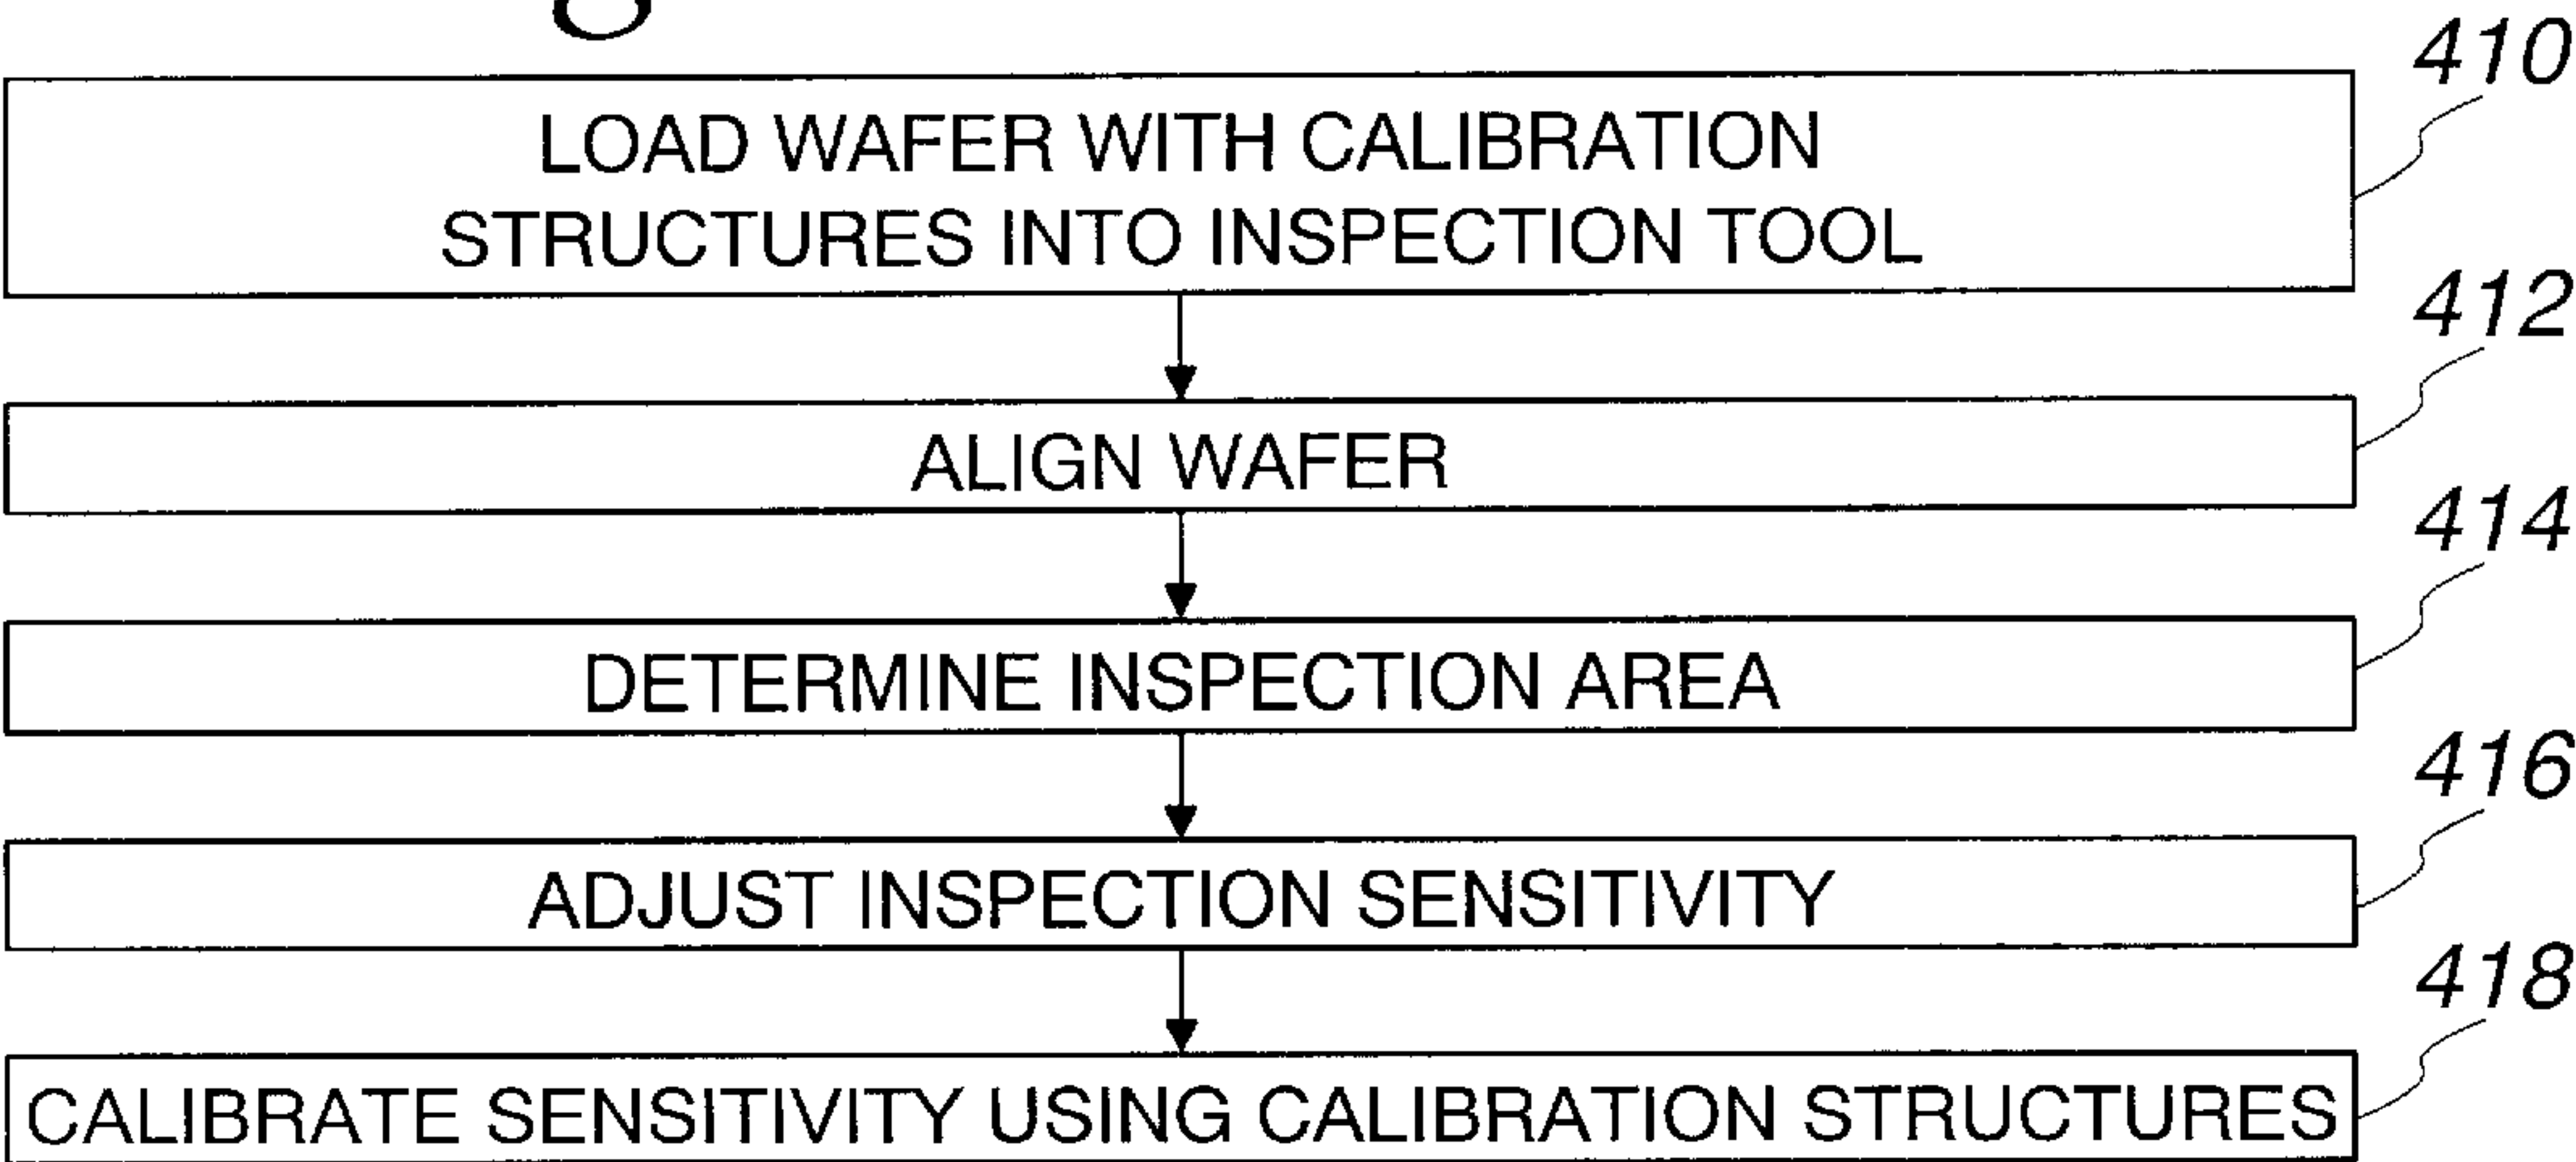 410
LOAD WAFER WITH CALIBRATION
STRUCTURES INTO INSPECTION TOOL
412
ALIGN WAFER
414
DETERMINE INSPECTION AREA
416
ADJUST INSPECTION SENSITIVITY
418
CALIBRATE SENSITIVITY USING CALIBRATION STRUCTURES